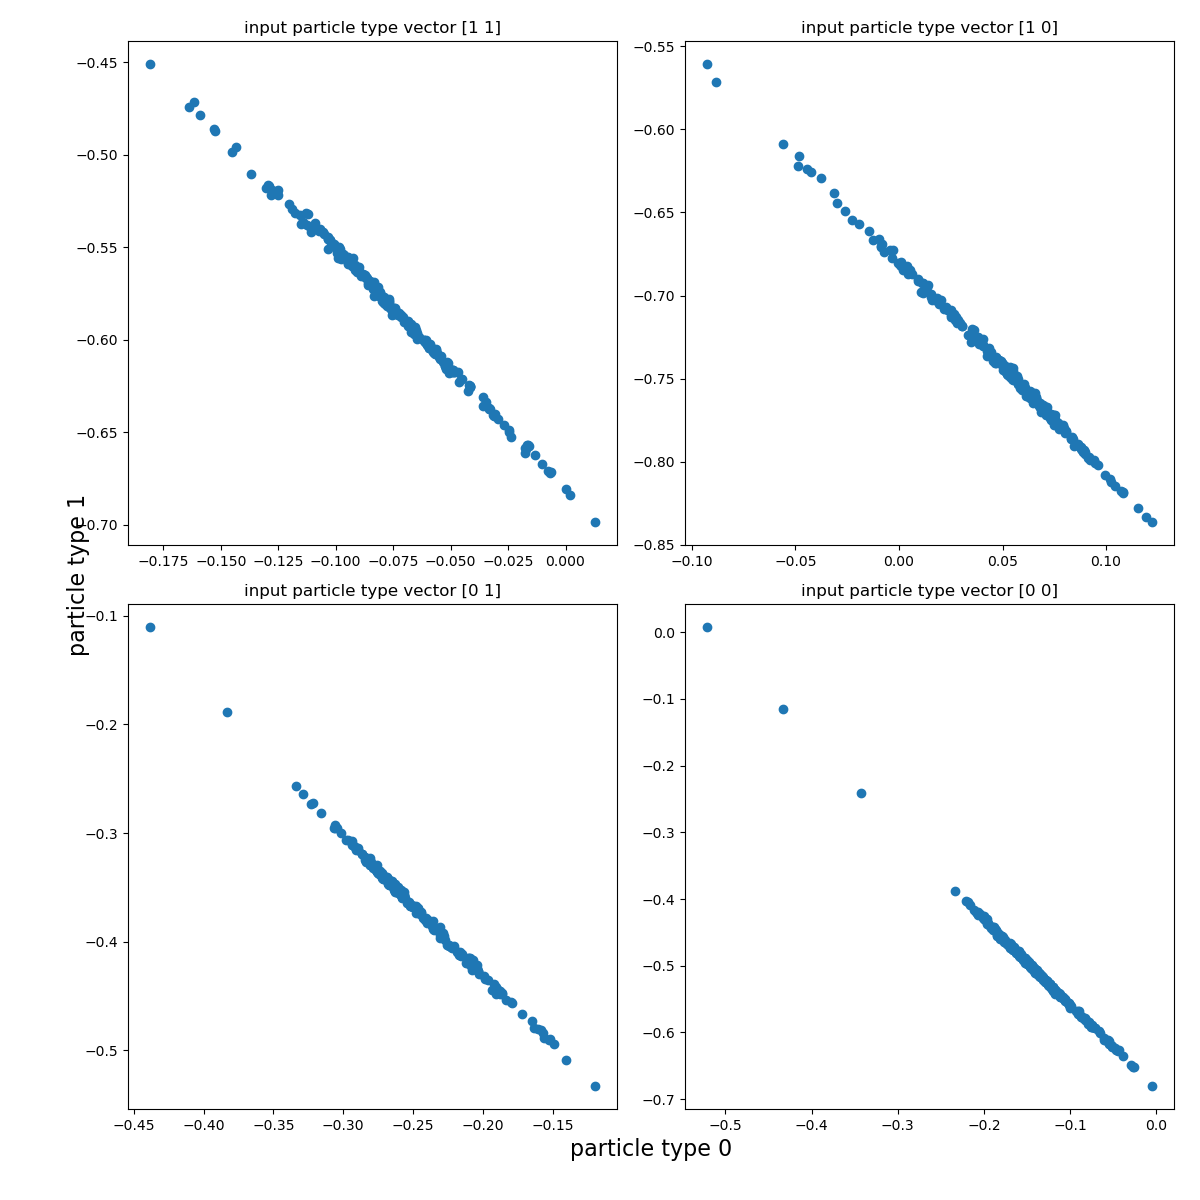 input particle type vector [1 1]
input particle type vector [1 0]
−0.45
−0.50
−0.55
−0.60
−0.65
−0.70
−0.175 −0.150 −0.125 −0.100 −0.075 −0.050 −0.025 0.000
−0.55
−0.60
−0.65
−0.70
−0.75
−0.80
−0.85
−0.10 −0.05 0.00 0.05 0.10
particle type 1
input particle type vector [0 1]
input particle type vector [0 0]
−0.1
−0.2
−0.3
−0.4
−0.5
−0.45 −0.40 −0.35 −0.30 −0.25 −0.20 −0.15
0.0
−0.1
−0.2
−0.3
−0.4
−0.5
−0.6
−0.7
−0.5 −0.4 −0.3 −0.2 −0.1 0.0
particle type 0